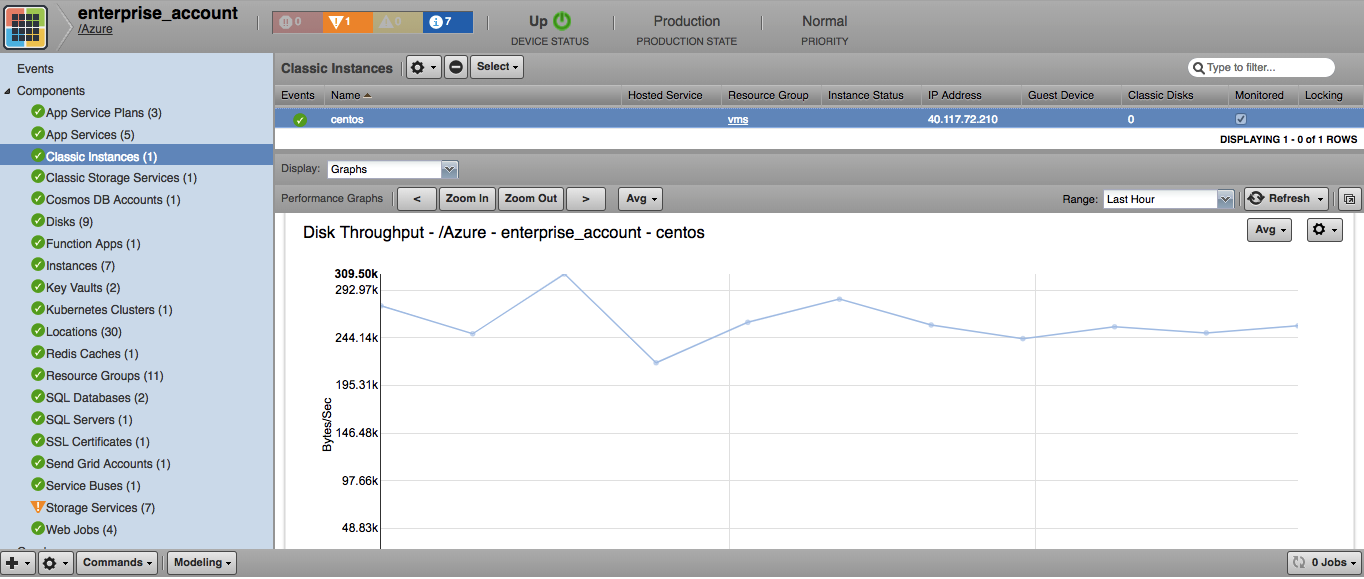 enterprise_account
/Azure
0 1 0 7
Up
DEVICE STATUS
Production
PRODUCTION STATE
Normal
PRIORITY
Events
Components
App Service Plans (3)
App Services (5)
Classic Instances (1)
Classic Storage Services (1)
Cosmos DB Accounts (1)
Disks (9)
Function Apps (1)
Instances (7)
Key Vaults (2)
Kubernetes Clusters (1)
Locations (30)
Redis Caches (1)
Resource Groups (11)
SQL Databases (2)
SQL Servers (1)
SSL Certificates (1)
Send Grid Accounts (1)
Service Buses (1)
Storage Services (7)
Web Jobs (4)
Classic Instances Select Type to filter...
Events Name Hosted Service Resource Group Instance Status IP Address Guest Device Classic Disks Monitored Locking
centos vms 40.117.72.210 0
DISPLAYING 1 - 0 of 1 ROWS
Display: Graphs
Performance Graphs < Zoom In Zoom Out > Avg Range: Last Hour Refresh
Disk Throughput - /Azure - enterprise_account - centos Avg
309.50k
292.97k
244.14k
195.31k
146.48k
97.66k
48.83k
Bytes/Sec
Commands Modeling 0 Jobs